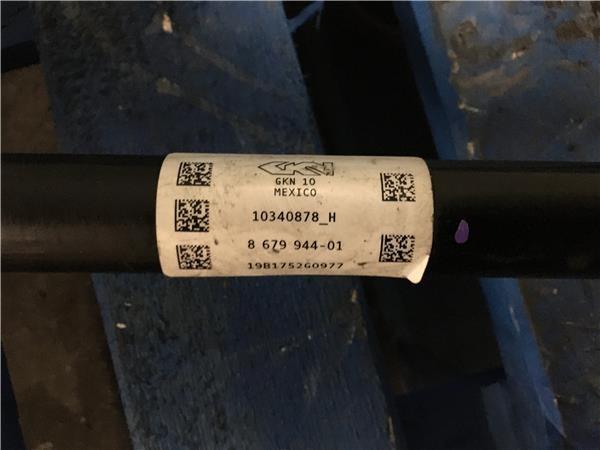 GKN
GKN 10
MEXICO
10340878_H
8 679 944-01
19B175260977